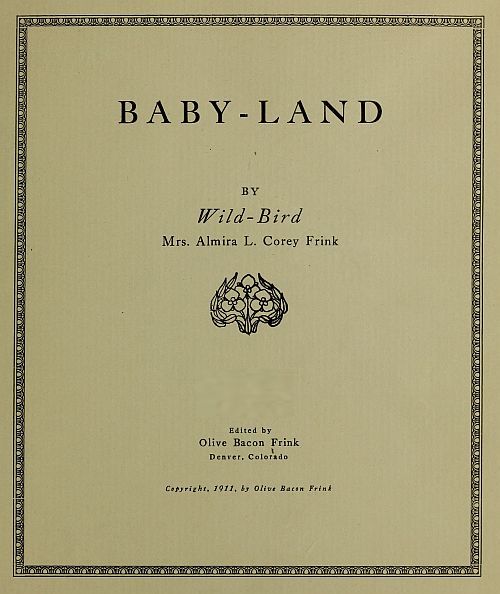 BABY-LAND
BY
Wild-Bird
Mrs. Almira L. Corey Frink
Edited by
Olive Bacon Frink
Denver, Colorado
Copyright, 1911, by Olive Bacon Frink